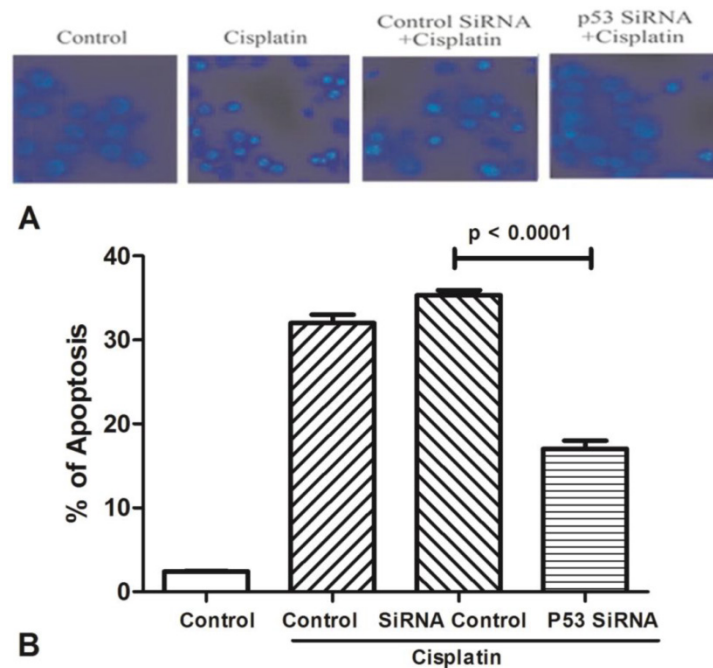 Control
Cisplatin
Control SiRNA
+Cisplatin
p53 SiRNA
+Cisplatin
A
p < 0.0001
% of Apoptosis
40
30
20
10
0
Control
Control
SiRNA Control
P53 SiRNA
Cisplatin
B